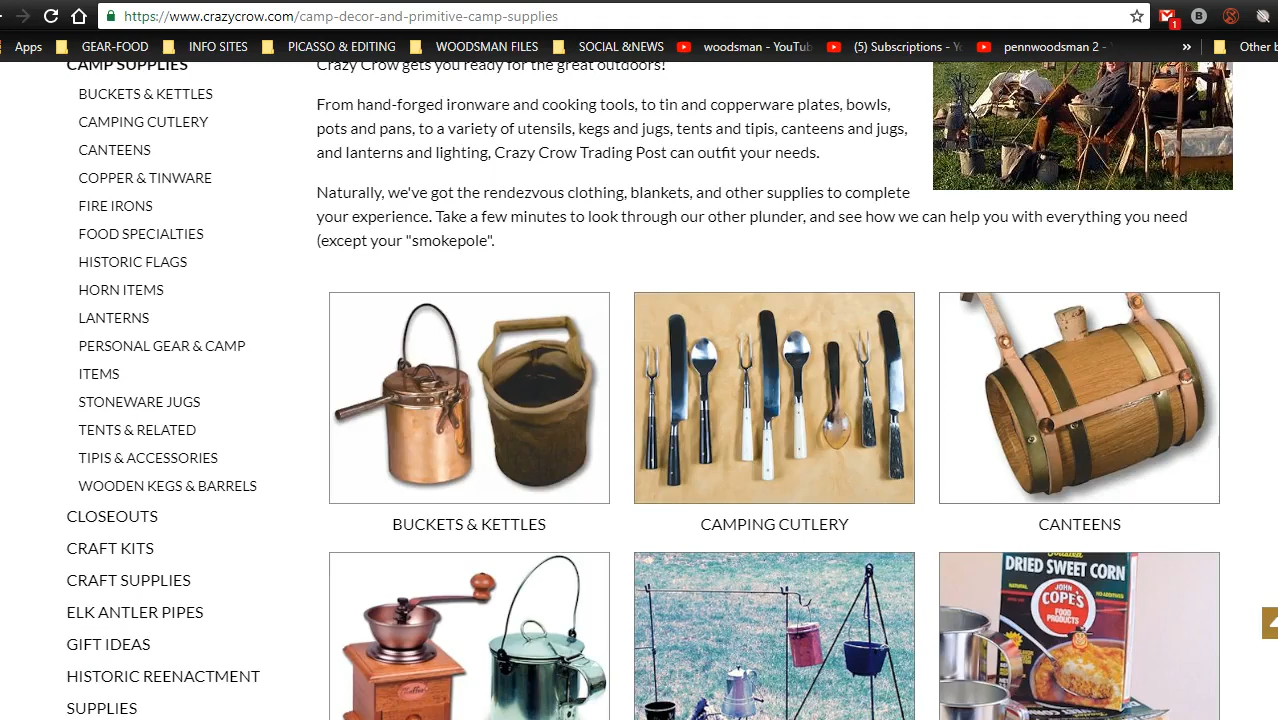 https://www.crazycrow.com/camp-decor-and-primitive-camp-supplies
1
B
Apps
GEAR-FOOD
INFO SITES
PICASSO & EDITING
WOODSMAN FILES
SOCIAL &NEWS
woodsman - YouTub
(5) Subscriptions - Yo
pennwoodsman 2 -
»
Other b
CAMP SUPPLIES
BUCKETS & KETTLES
CAMPING CUTLERY
CANTEENS
COPPER & TINWARE
FIRE IRONS
FOOD SPECIALTIES
HISTORIC FLAGS
HORN ITEMS
LANTERNS
PERSONAL GEAR & CAMP
ITEMS
STONEWARE JUGS
TENTS & RELATED
TIPIS & ACCESSORIES
WOODEN KEGS & BARRELS
CLOSEOUTS
CRAFT KITS
CRAFT SUPPLIES
ELK ANTLER PIPES
GIFT IDEAS
HISTORIC REENACTMENT
SUPPLIES
Crazy Crow gets you ready for the great outdoors!
From hand-forged ironware and cooking tools, to tin and copperware plates, bowls,
pots and pans, to a variety of utensils, kegs and jugs, tents and tipis, canteens and jugs,
and lanterns and lighting, Crazy Crow Trading Post can outfit your needs.
Naturally, we've got the rendezvous clothing, blankets, and other supplies to complete
your experience. Take a few minutes to look through our other plunder, and see how we can help you with everything you need
(except your "smokepole".
BUCKETS & KETTLES
CAMPING CUTLERY
CANTEENS
DRIED SWEET CORN
NATURAL
JOHN
COPE'S
FOOD
PRODUCTS